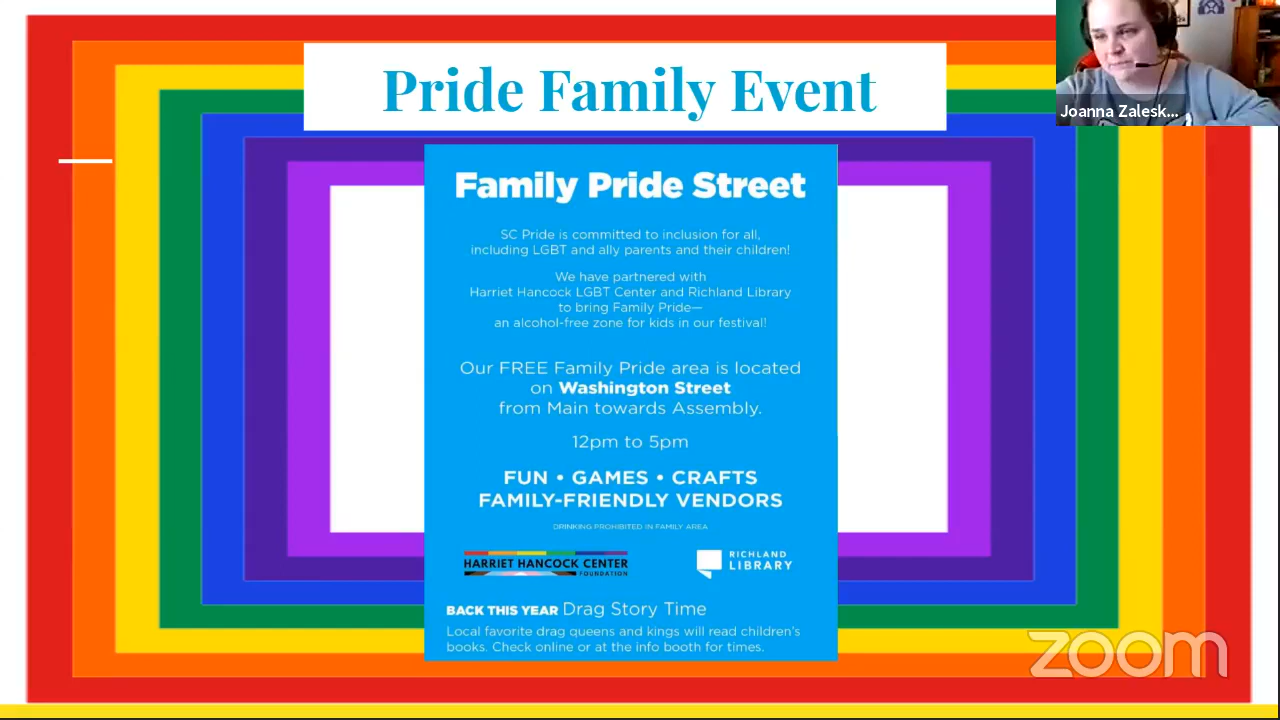 Pride Family Event
Joanna Zalesk...
Family Pride Street
SC Pride is committed to inclusion for all,
including LGBT and ally parents and their children!
We have partnered with
Harriet Hancock LGBT Center and Richland Library
to bring Family Pride—
an alcohol-free zone for kids in our festival!
Our FREE Family Pride area is located
on Washington Street
from Main towards Assembly.
12pm to 5pm
FUN • GAMES • CRAFTS
FAMILY-FRIENDLY VENDORS
DRINKING PROHIBITED IN FAMILY AREA
HARRIET HANCOCK CENTER
FOUNDATION
RICHLAND
LIBRARY
BACK THIS YEAR Drag Story Time
Local favorite drag queens and kings will read children's
books. Check online or at the info booth for times.
zoom